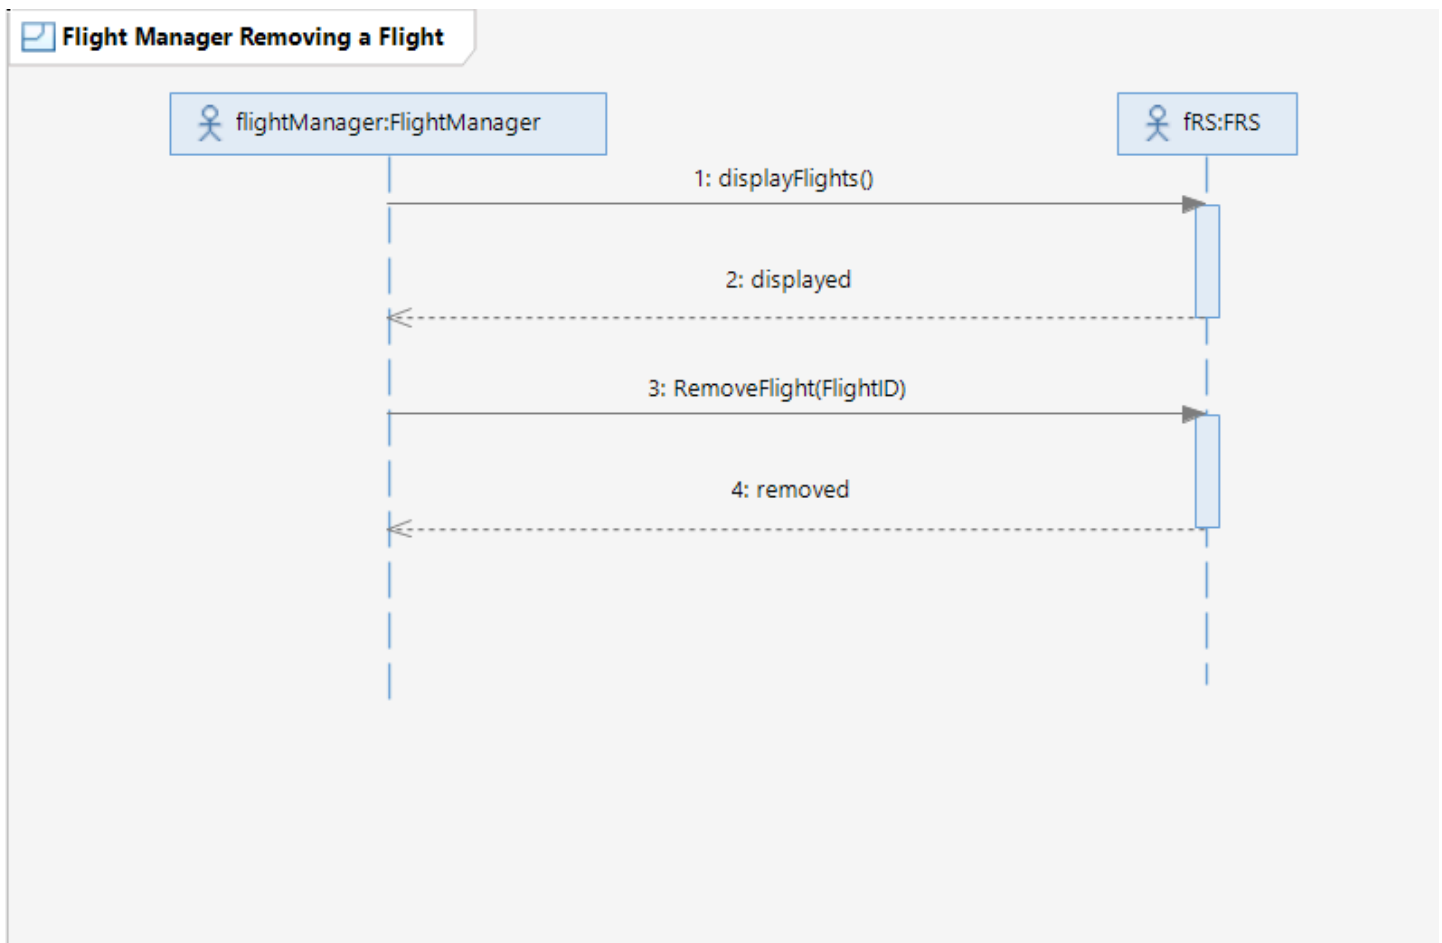 Flight Manager Removing a Flight
flightManager:FlightManager
fRS:FRS
1: displayFlights()
2: displayed
3: RemoveFlight(FlightID)
4: removed